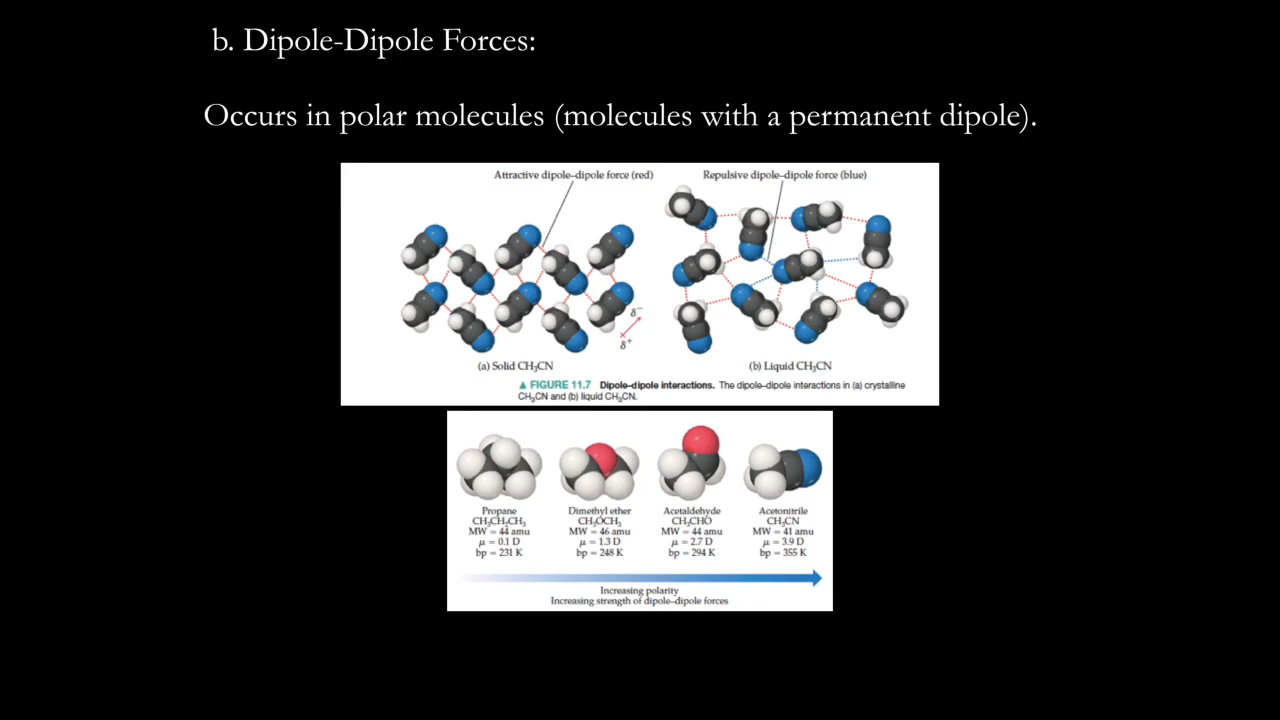 b. Dipole-Dipole Forces:
Occurs in polar molecules (molecules with a permanent dipole).
Attractive dipole–dipole force (red)
Repulsive dipole–dipole force (blue)
δ−
δ+
(a) Solid CH₃CN
(b) Liquid CH₃CN
▲ FIGURE 11.7 Dipole–dipole interactions. The dipole–dipole interactions in (a) crystalline
CH₃CN and (b) liquid CH₃CN.
Propane
CH₃CH₂CH₃
MW = 44 amu
μ = 0.1 D
bp = 231 K
Dimethyl ether
CH₃OCH₃
MW = 46 amu
μ = 1.3 D
bp = 248 K
Acetaldehyde
CH₃CHO
MW = 44 amu
μ = 2.7 D
bp = 294 K
Acetonitrile
CH₃CN
MW = 41 amu
μ = 3.9 D
bp = 355 K
Increasing polarity
Increasing strength of dipole–dipole forces